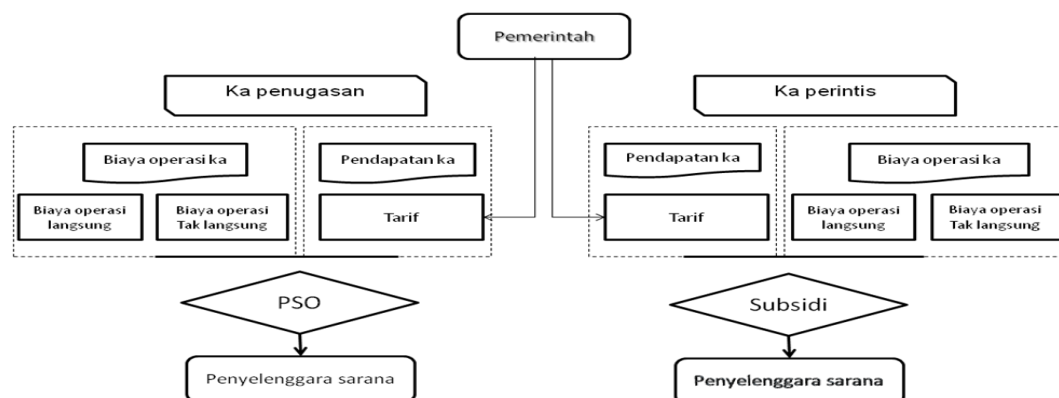 Pemerintah
Ka penugasan
Ka perintis
Biaya operasi ka
Pendapatan ka
Pendapatan ka
Biaya operasi ka
Biaya operasi
langsung
Biaya operasi
Tak langsung
Tarif
Tarif
Biaya operasi
langsung
Biaya operasi
Tak langsung
PSO
Subsidi
Penyelenggara sarana
Penyelenggara sarana